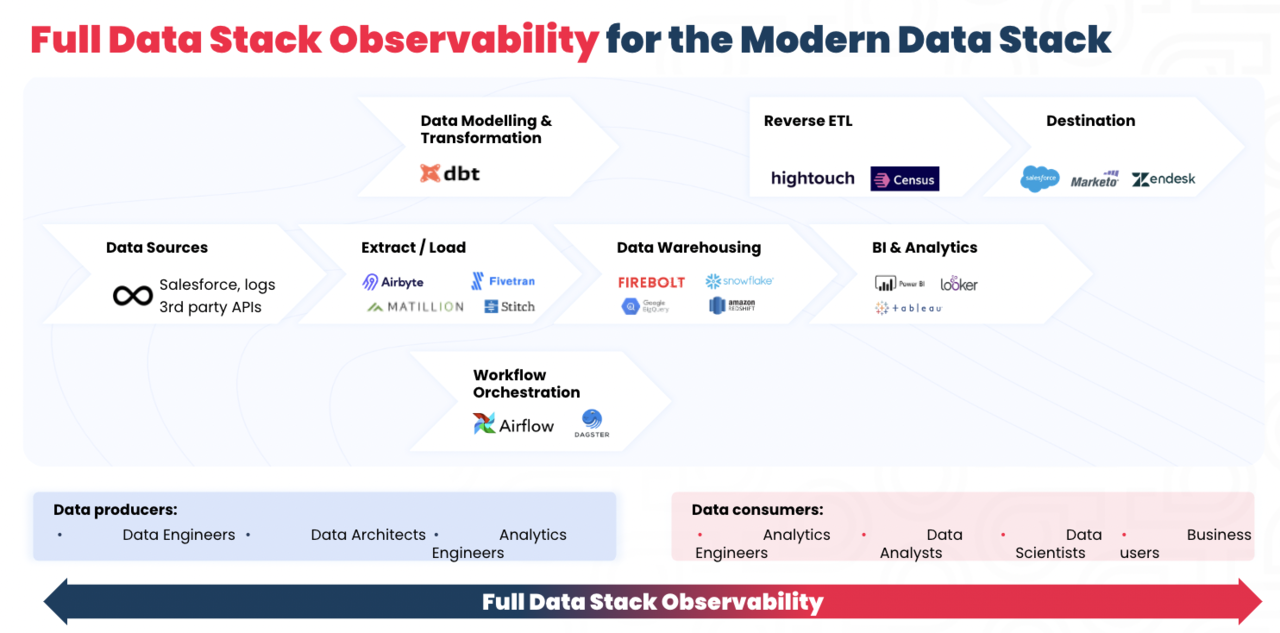 Full Data Stack Observability for the Modern Data Stack
Data Modelling &
Transformation
dbt
Reverse ETL
hightouch
Census
Destination
salesforce
Marketo
zendesk
Data Sources
Salesforce, logs
3rd party APIs
Extract / Load
Airbyte
Fivetran
MATILLION
Stitch
Data Warehousing
FIREBOLT
snowflake
Google
Big Query
amazon
REDSHIFT
BI & Analytics
Power BI
looker
+ableau
Workflow
Orchestration
Airflow
DAGSTER
Data producers:
• Data Engineers • Data Architects • Analytics
Engineers
Data consumers:
• Analytics • Data • Data • Business
Engineers Analysts Scientists users
Full Data Stack Observability